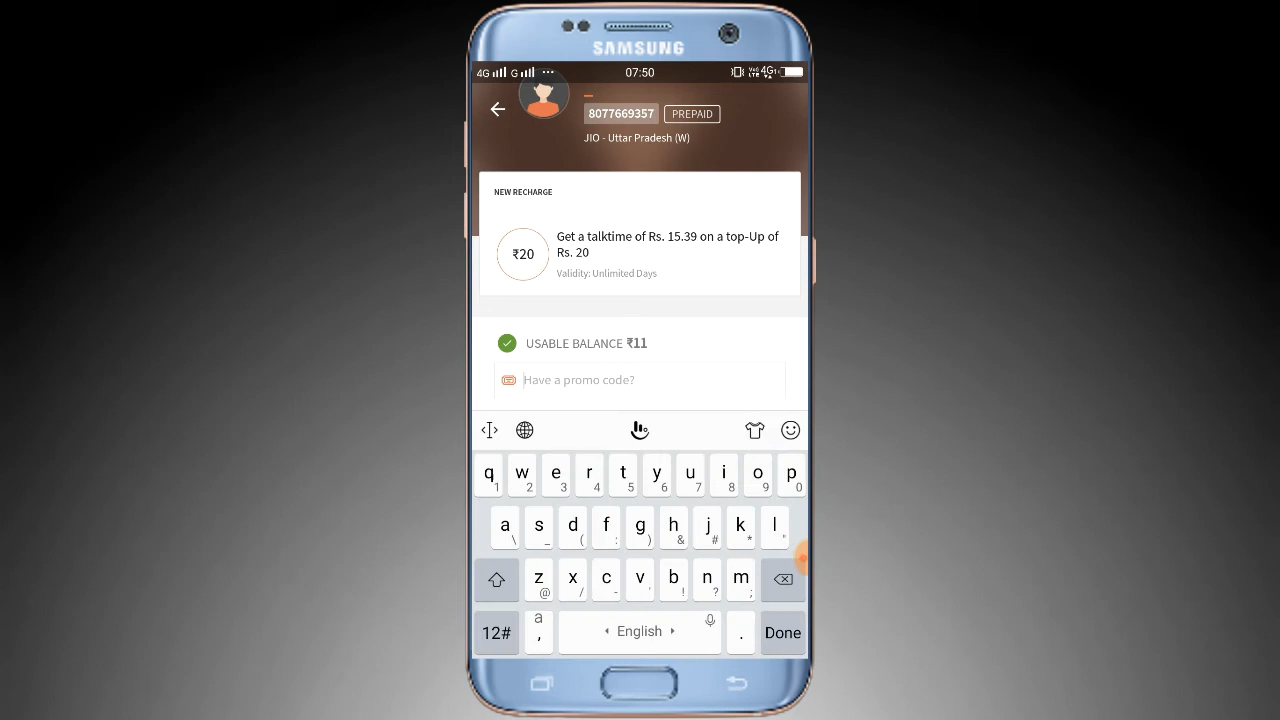 SAMSUNG
4G G ... 07:50 4G+
8077669357 PREPAID
JIO - Uttar Pradesh (W)
NEW RECHARGE
₹20 Get a talktime of Rs. 15.39 on a top-Up of
Rs. 20
Validity: Unlimited Days
USABLE BALANCE ₹11
Have a promo code?
q w e r t y u i o p
1 2 3 4 5 6 7 8 9 0
a s d f g h j k l
\ _ ( : ) & # * "
z x c v b n m
@ / - ' ! ? ;
12# a , English . Done